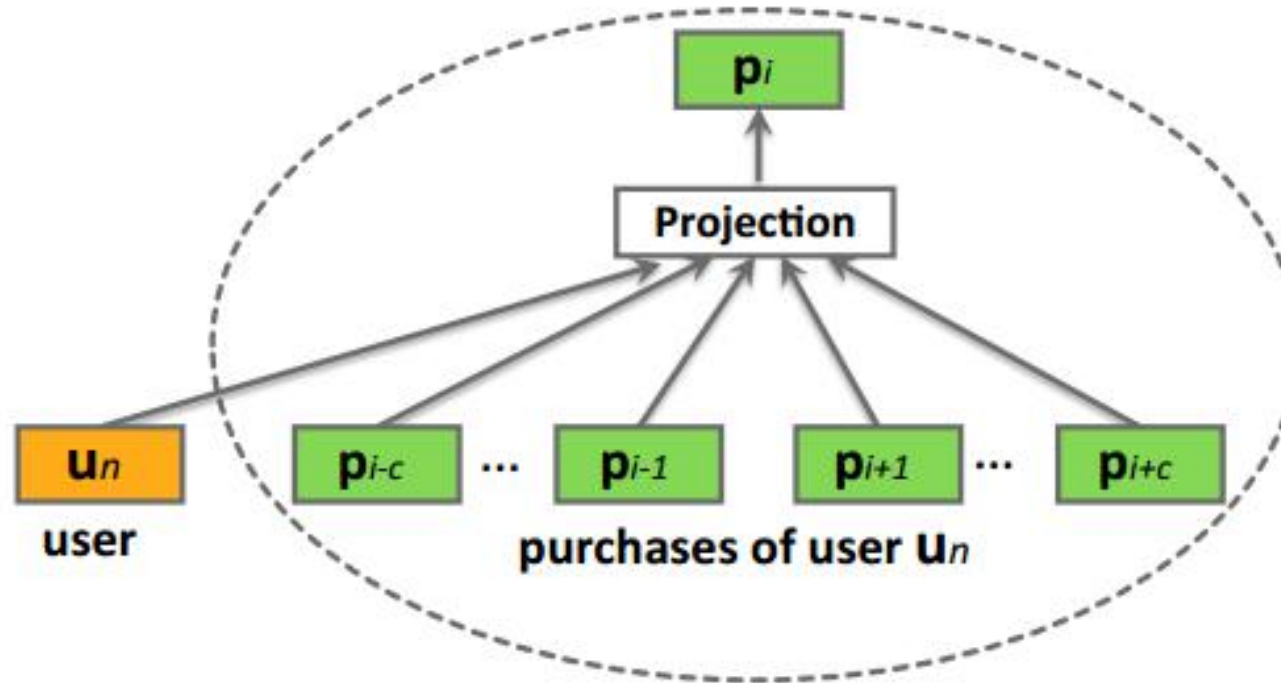 pi
Projection
un pi-c ... pi-1 pi+1 ... pi+c
user purchases of user un